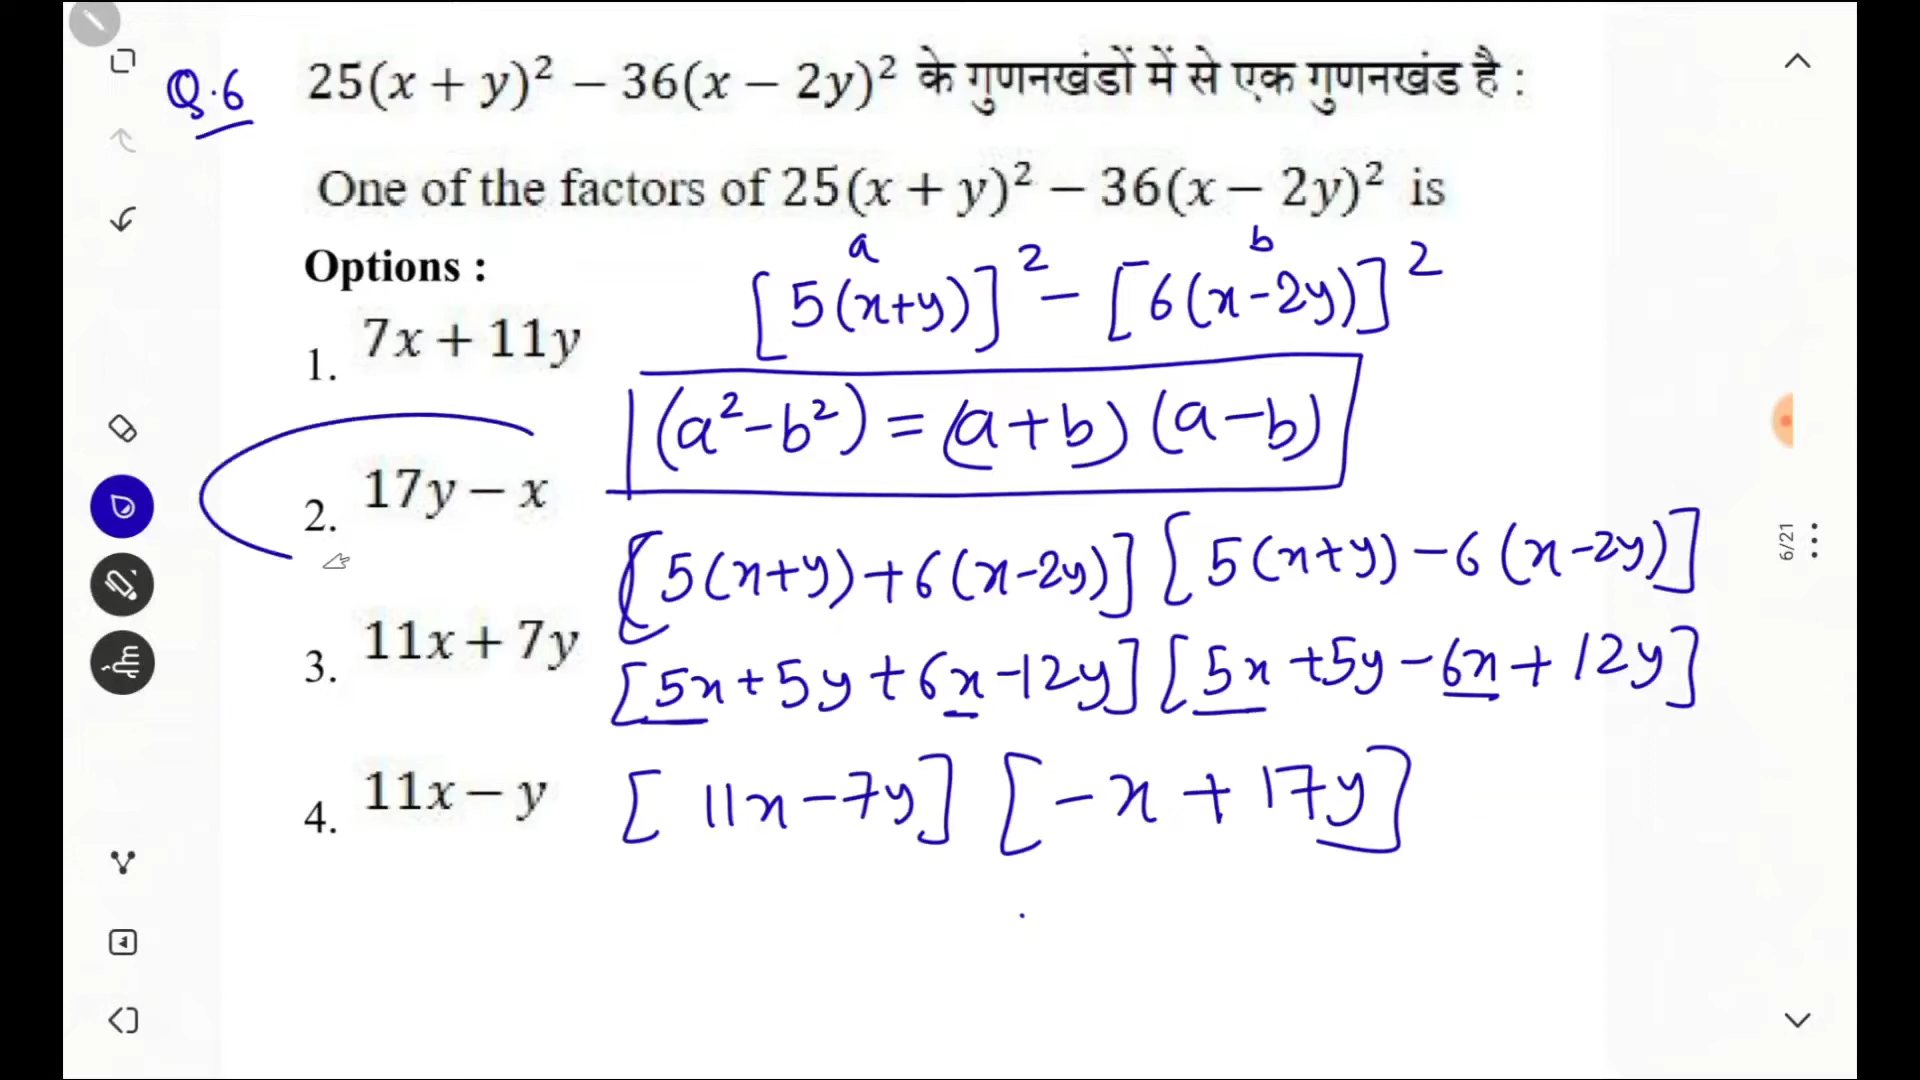 Q.6 25(x + y)² − 36(x − 2y)² के गुणनखंडों में से एक गुणनखंड है :
One of the factors of 25(x + y)² − 36(x − 2y)² is
Options :
a b
[5(x+y)]² − [6(x-2y)]²
1. 7x + 11y
(a²-b²) = (a+b) (a-b)
2. 17y − x
[5(x+y)+6(x-2y)] [5(x+y)-6(x-2y)]
3. 11x + 7y
[5x+5y+6x-12y] [5x+5y-6x+12y]
4. 11x − y
[11x-7y] [-x+17y]
6/21